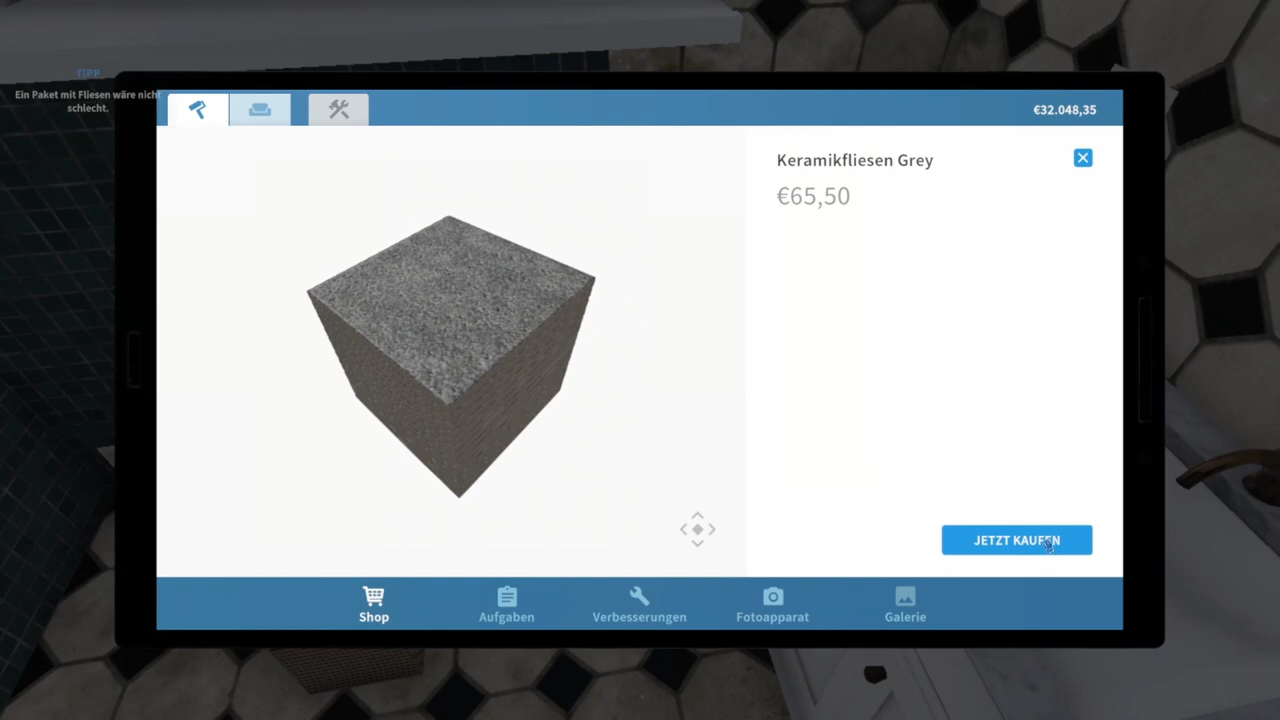 TIPP
Ein Paket mit Fliesen wäre nicht
schlecht.
€32.048,35
Keramikfliesen Grey
€65,50
JETZT KAUFEN
Shop
Aufgaben
Verbesserungen
Fotoapparat
Galerie